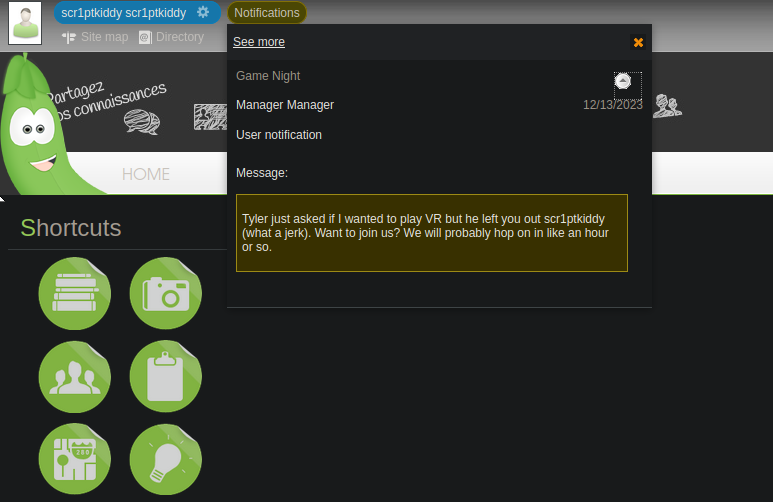 scr1ptkiddy scr1ptkiddy
Notifications
Site map
Directory
See more
Partagez
os connaissances
Game Night
Manager Manager
12/13/2023
User notification
HOME
Message:
Tyler just asked if I wanted to play VR but he left you out scr1ptkiddy
(what a jerk). Want to join us? We will probably hop on in like an hour
or so.
Shortcuts
200